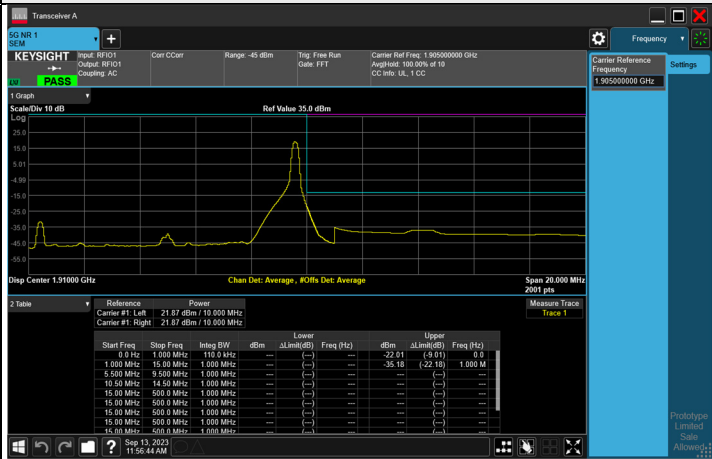 Transceiver A
5G NR 1
SEM
Frequency
KEYSIGHT
PASS
Input: RFIO1
Output: RFIO1
Coupling: AC
Corr CCorr
Range: -45 dBm
Trig: Free Run
Gate: FFT
Carrier Ref Freq: 1.905000000 GHz
Avg|Hold: 100.00% of 10
CC Info: UL, 1 CC
Carrier Reference
Frequency
1.905000000 GHz
Settings
1 Graph
Scale/Div 10 dB
Ref Value 35.0 dBm
Log
25.0
15.0
5.01
-4.99
-15.0
-25.0
-35.0
-45.0
-55.0
Disp Center 1.91000 GHz
Chan Det: Average , #Offs Det: Average
Span 20.000 MHz
2001 pts
2 Table
Reference Power
Carrier #1: Left 21.87 dBm / 10.000 MHz
Carrier #1: Right 21.87 dBm / 10.000 MHz
Measure Trace
Trace 1
Lower Upper
Start Freq Stop Freq Integ BW dBm ΔLimit(dB) Freq (Hz) dBm ΔLimit(dB) Freq (Hz)
0.0 Hz 1.000 MHz 110.0 kHz --- (---) --- -22.01 (-9.01) 0.0
1.000 MHz 15.00 MHz 1.000 MHz --- (---) --- -35.18 (-22.18) 1.000 M
5.500 MHz 9.500 MHz 1.000 MHz --- (---) --- --- (---) ---
10.50 MHz 14.50 MHz 1.000 MHz --- (---) --- --- (---) ---
15.00 MHz 500.0 MHz 1.000 MHz --- (---) --- --- (---) ---
15.00 MHz 500.0 MHz 1.000 MHz --- (---) --- --- (---) ---
15.00 MHz 500.0 MHz 1.000 MHz --- (---) --- --- (---) ---
15.00 MHz 500.0 MHz 1.000 MHz --- (---) --- --- (---) ---
Sep 13, 2023
11:56:44 AM
Prototype
Limited
Sale
Allowed